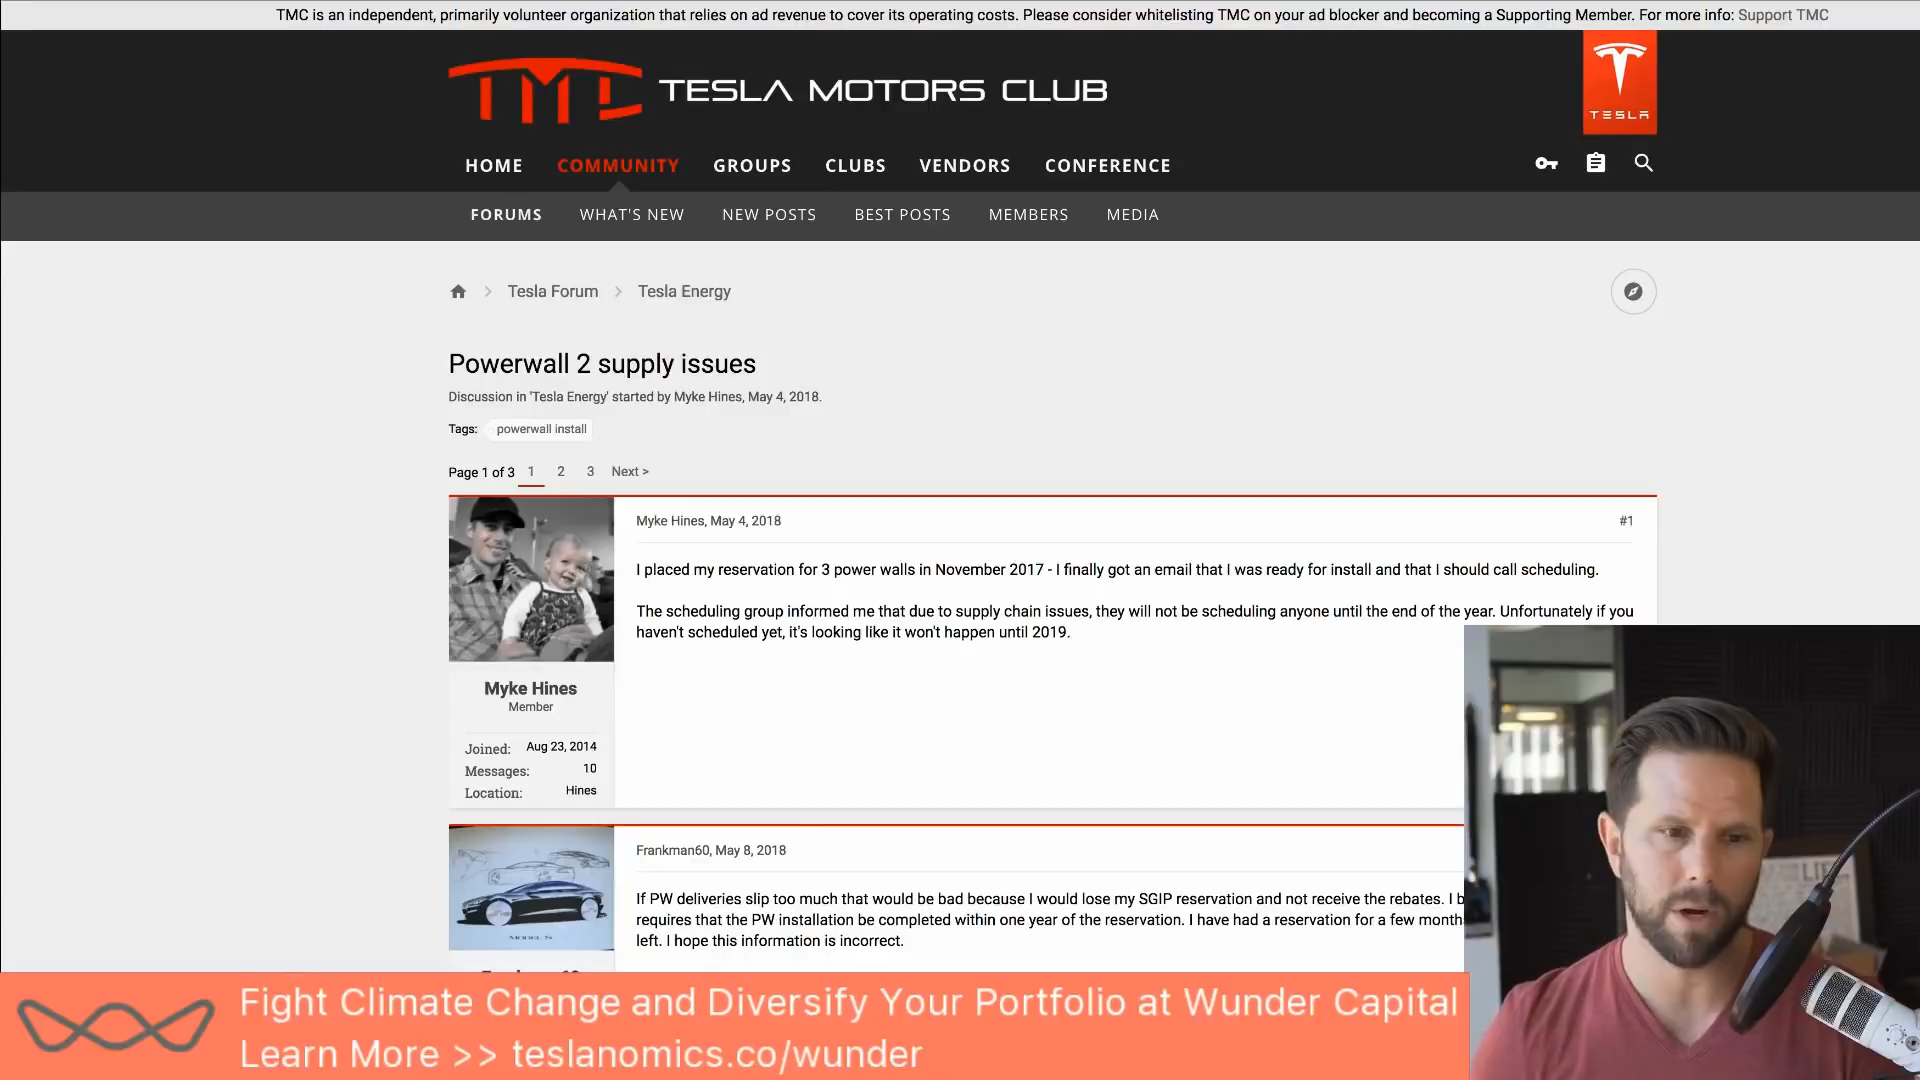 TMC is an independent, primarily volunteer organization that relies on ad revenue to cover its operating costs. Please consider whitelisting TMC on your ad blocker and becoming a Supporting Member. For more info: Support TMC
TMC TESLA MOTORS CLUB
TESLA
HOME COMMUNITY GROUPS CLUBS VENDORS CONFERENCE
FORUMS WHAT'S NEW NEW POSTS BEST POSTS MEMBERS MEDIA
Tesla Forum Tesla Energy
Powerwall 2 supply issues
Discussion in 'Tesla Energy' started by Myke Hines, May 4, 2018.
Tags: powerwall install
Page 1 of 3 1 2 3 Next >
Myke Hines, May 4, 2018 #1
I placed my reservation for 3 power walls in November 2017 - I finally got an email that I was ready for install and that I should call scheduling.
The scheduling group informed me that due to supply chain issues, they will not be scheduling anyone until the end of the year. Unfortunately if you
haven't scheduled yet, it's looking like it won't happen until 2019.
Myke Hines
Member
Joined: Aug 23, 2014
Messages: 10
Location: Hines
Frankman60, May 8, 2018
If PW deliveries slip too much that would be bad because I would lose my SGIP reservation and not receive the rebates. I b
requires that the PW installation be completed within one year of the reservation. I have had a reservation for a few month
left. I hope this information is incorrect.
MODEL S
LIFE
Fight Climate Change and Diversify Your Portfolio at Wunder Capital
Learn More >> teslanomics.co/wunder